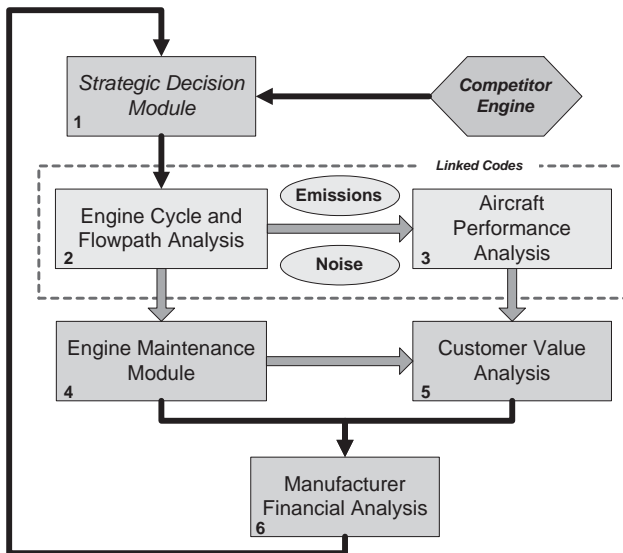 Strategic Decision
Module
1
Competitor
Engine
Linked Codes
Emissions
Engine Cycle and
Flowpath Analysis
2
Noise
Aircraft
Performance
Analysis
3
Engine Maintenance
Module
4
Customer Value
Analysis
5
Manufacturer
Financial Analysis
6